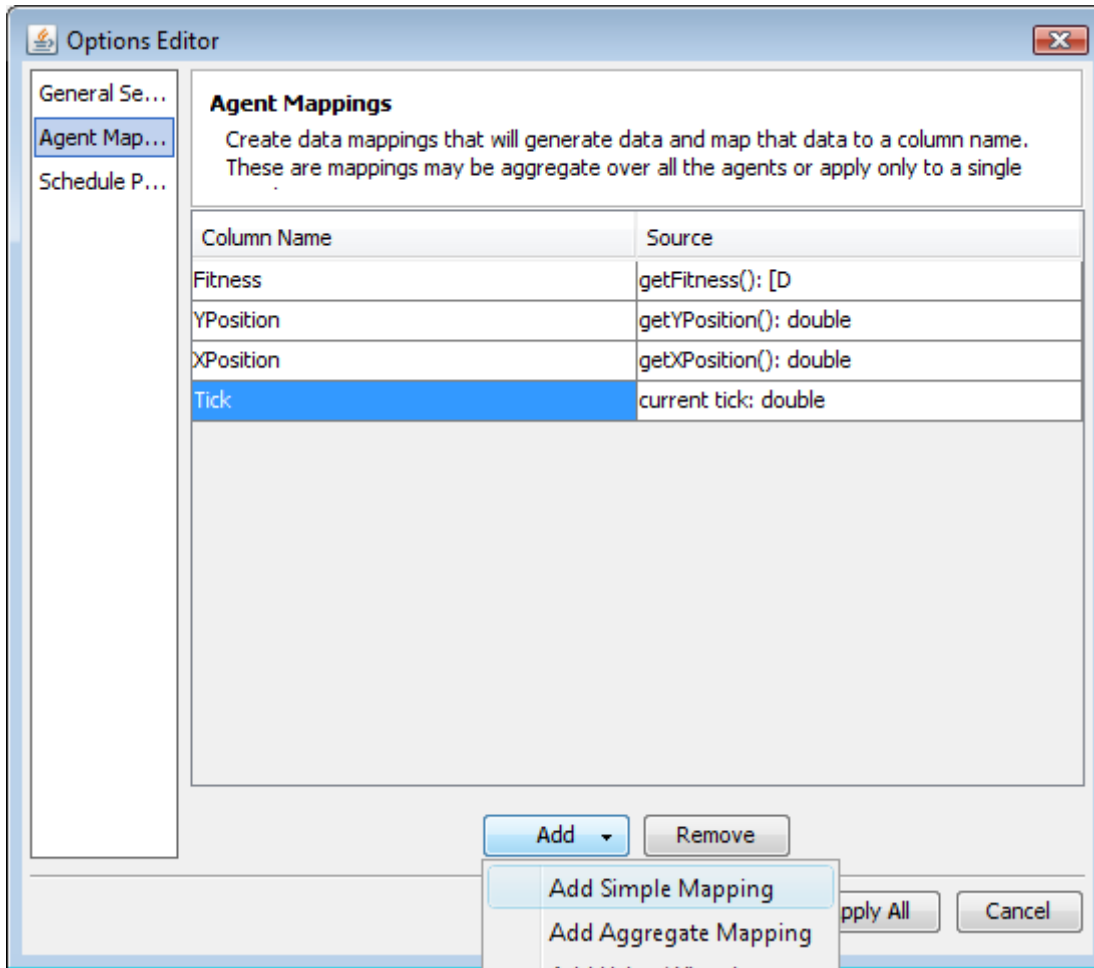 Options Editor
General Se...
Agent Map...
Schedule P...
Agent Mappings
Create data mappings that will generate data and map that data to a column name.
These are mappings may be aggregate over all the agents or apply only to a single
Column Name Source
Fitness getFitness(): [D
YPosition getYPosition(): double
XPosition getXPosition(): double
Tick current tick: double
Add Remove
Add Simple Mapping
pply All Cancel
Add Aggregate Mapping